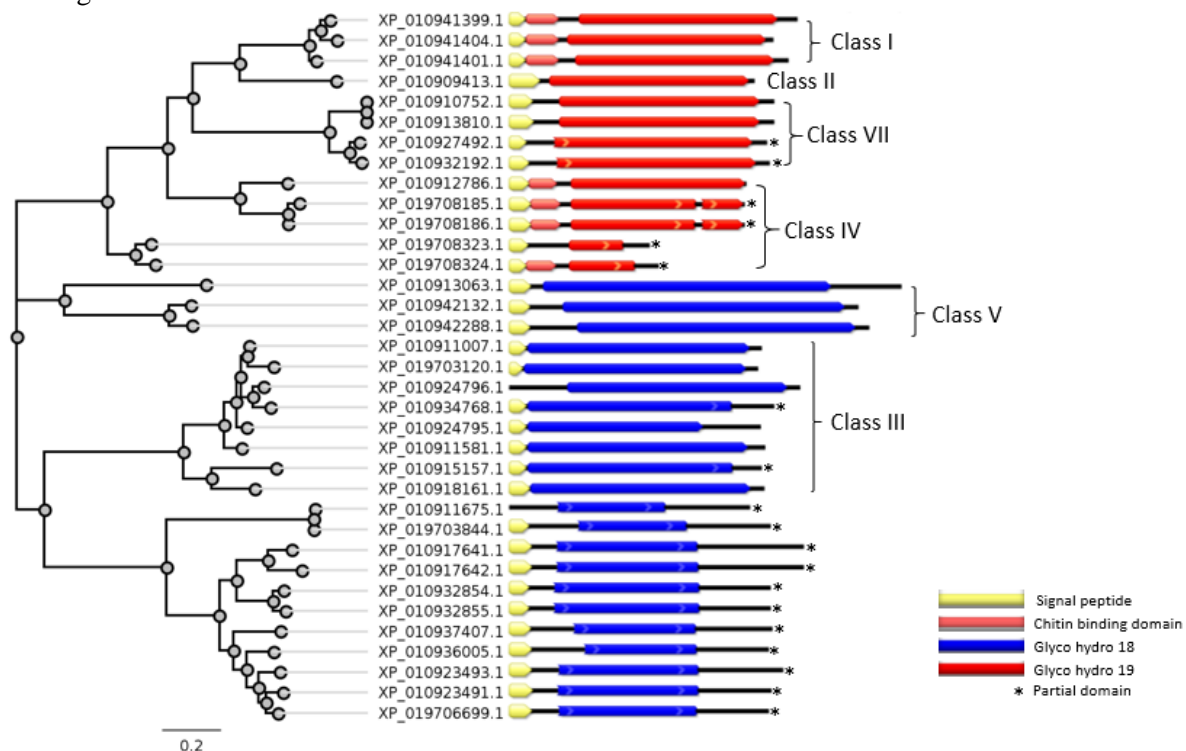 XP_010941399.1
XP_010941404.1
Class I
XP_010941401.1
XP_010909413.1
Class II
XP_010910752.1
XP_010913810.1
Class VII
XP_010927492.1 *
XP_010932192.1 *
XP_010912786.1
XP_019708185.1 *
XP_019708186.1 *
Class IV
XP_019708323.1 *
XP_019708324.1 *
XP_010913063.1
XP_010942132.1
Class V
XP_010942288.1
XP_010911007.1
XP_019703120.1
XP_010924796.1
XP_010934768.1 *
Class III
XP_010924795.1
XP_010911581.1
XP_010915157.1 *
XP_010918161.1
XP_010911675.1 *
XP_019703844.1 *
XP_010917641.1 *
XP_010917642.1 *
XP_010932854.1 *
XP_010932855.1 *
XP_010937407.1 *
XP_010936005.1 *
XP_010923493.1 *
XP_010923491.1 *
XP_019706699.1 *
Signal peptide
Chitin binding domain
Glyco hydro 18
Glyco hydro 19
* Partial domain
0.2